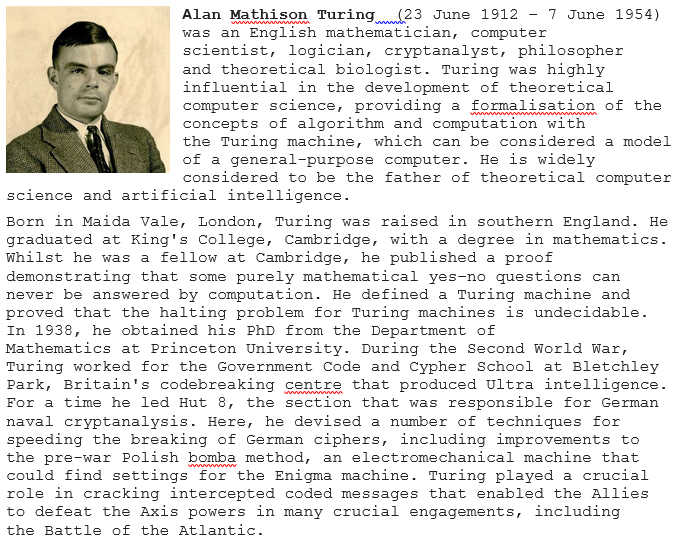 Alan Mathison Turing (23 June 1912 – 7 June 1954)
was an English mathematician, computer
scientist, logician, cryptanalyst, philosopher
and theoretical biologist. Turing was highly
influential in the development of theoretical
computer science, providing a formalisation of the
concepts of algorithm and computation with
the Turing machine, which can be considered a model
of a general-purpose computer. He is widely
considered to be the father of theoretical computer
science and artificial intelligence.
Born in Maida Vale, London, Turing was raised in southern England. He
graduated at King's College, Cambridge, with a degree in mathematics.
Whilst he was a fellow at Cambridge, he published a proof
demonstrating that some purely mathematical yes–no questions can
never be answered by computation. He defined a Turing machine and
proved that the halting problem for Turing machines is undecidable.
In 1938, he obtained his PhD from the Department of
Mathematics at Princeton University. During the Second World War,
Turing worked for the Government Code and Cypher School at Bletchley
Park, Britain's codebreaking centre that produced Ultra intelligence.
For a time he led Hut 8, the section that was responsible for German
naval cryptanalysis. Here, he devised a number of techniques for
speeding the breaking of German ciphers, including improvements to
the pre-war Polish bomba method, an electromechanical machine that
could find settings for the Enigma machine. Turing played a crucial
role in cracking intercepted coded messages that enabled the Allies
to defeat the Axis powers in many crucial engagements, including
the Battle of the Atlantic.